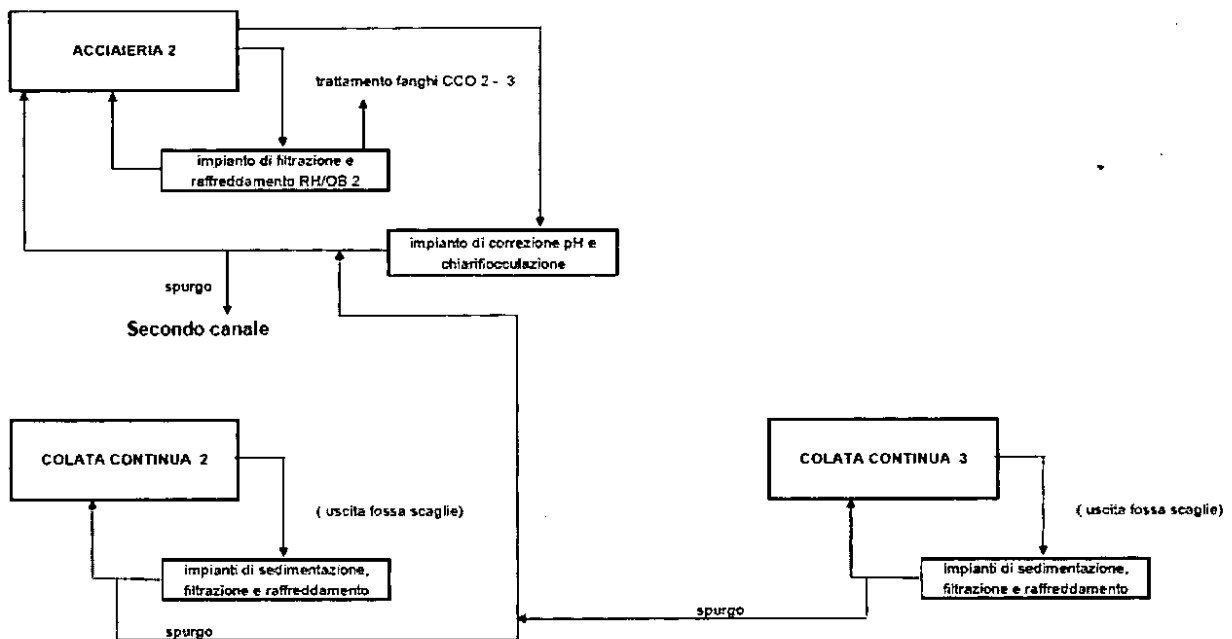 ACCIAIERIA 2
trattamento fanghi CCO 2 - 3
impianto di filtrazione e
raffreddamento RH/OB 2
impianto di correzione pH e
chiariflocculazione
spurgo
Secondo canale
COLATA CONTINUA 2
COLATA CONTINUA 3
( uscita fossa scaglie)
( uscita fossa scaglie)
impianti di sedimentazione,
filtrazione e raffreddamento
impianti di sedimentazione,
filtrazione e raffreddamento
spurgo
spurgo